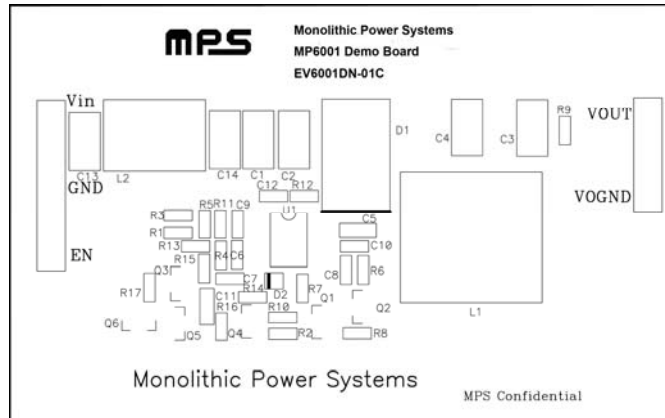 MPS
Monolithic Power Systems
MP6001 Demo Board
EV6001DN-01C
Vin
C13
GND
EN
L2
C14
C1
C2
D1
C4
C3
R9
VOUT
VOGND
C12
R12
U1
R3
R5
R11
C9
R1
R13
R4
C6
C5
C10
R15
Q3
C7
C8
R6
R17
C11
R14
D2
R7
Q1
Q2
L1
R16
R10
Q6
Q5
Q4
R2
R8
Monolithic Power Systems
MPS Confidential